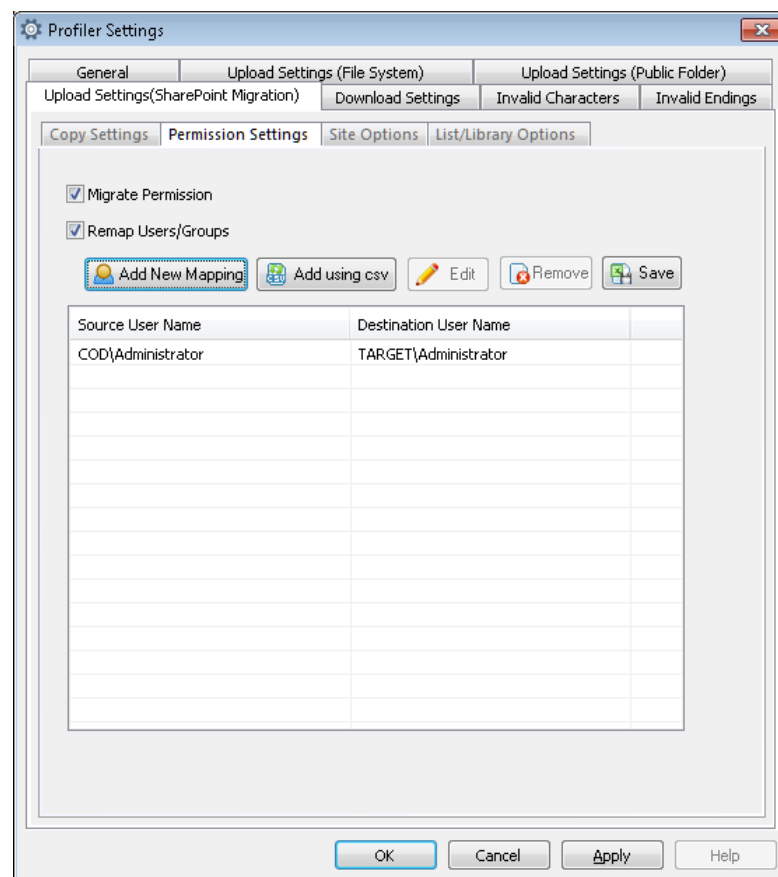 Profiler Settings
General Upload Settings (File System) Upload Settings (Public Folder)
Upload Settings(SharePoint Migration) Download Settings Invalid Characters Invalid Endings
Copy Settings Permission Settings Site Options List/Library Options
Migrate Permission
Remap Users/Groups
Add New Mapping Add using csv Edit Remove Save
Source User Name Destination User Name
COD\Administrator TARGET\Administrator
OK Cancel Apply Help